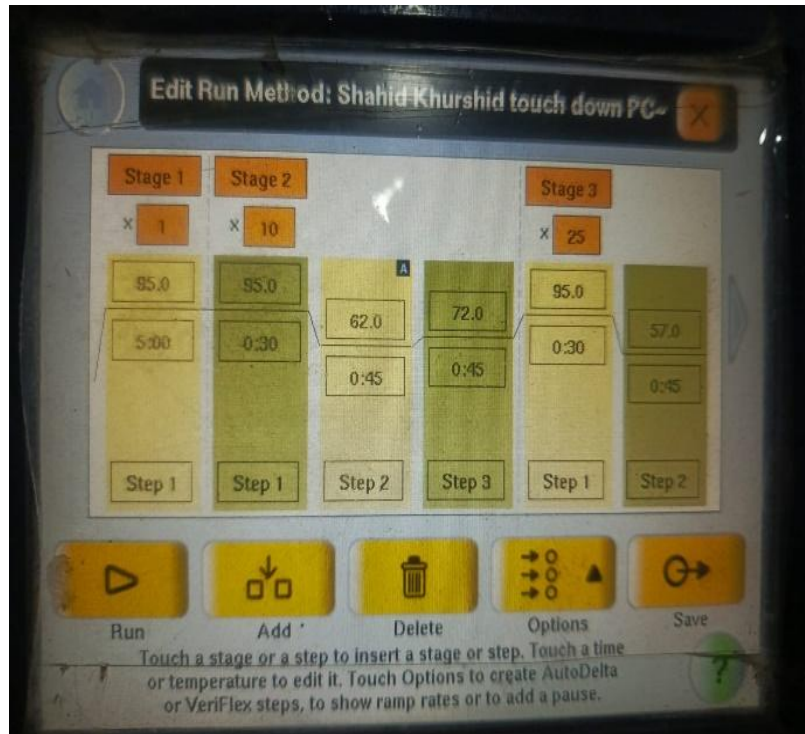 Edit Run Method: Shahid Khurshid touch down PC~
X
Stage 1 Stage 2 Stage 3
x 1 x 10 x 25
95.0 95.0 62.0 72.0 95.0 57.0
A
5:00 0:30 0:45 0:45 0:30 0:45
Step 1 Step 1 Step 2 Step 3 Step 1 Step 2
Run Add Delete Options Save
Touch a stage or a step to insert a stage or step. Touch a time
or temperature to edit it. Touch Options to create AutoDelta
or VeriFlex steps, to show ramp rates or to add a pause.
?